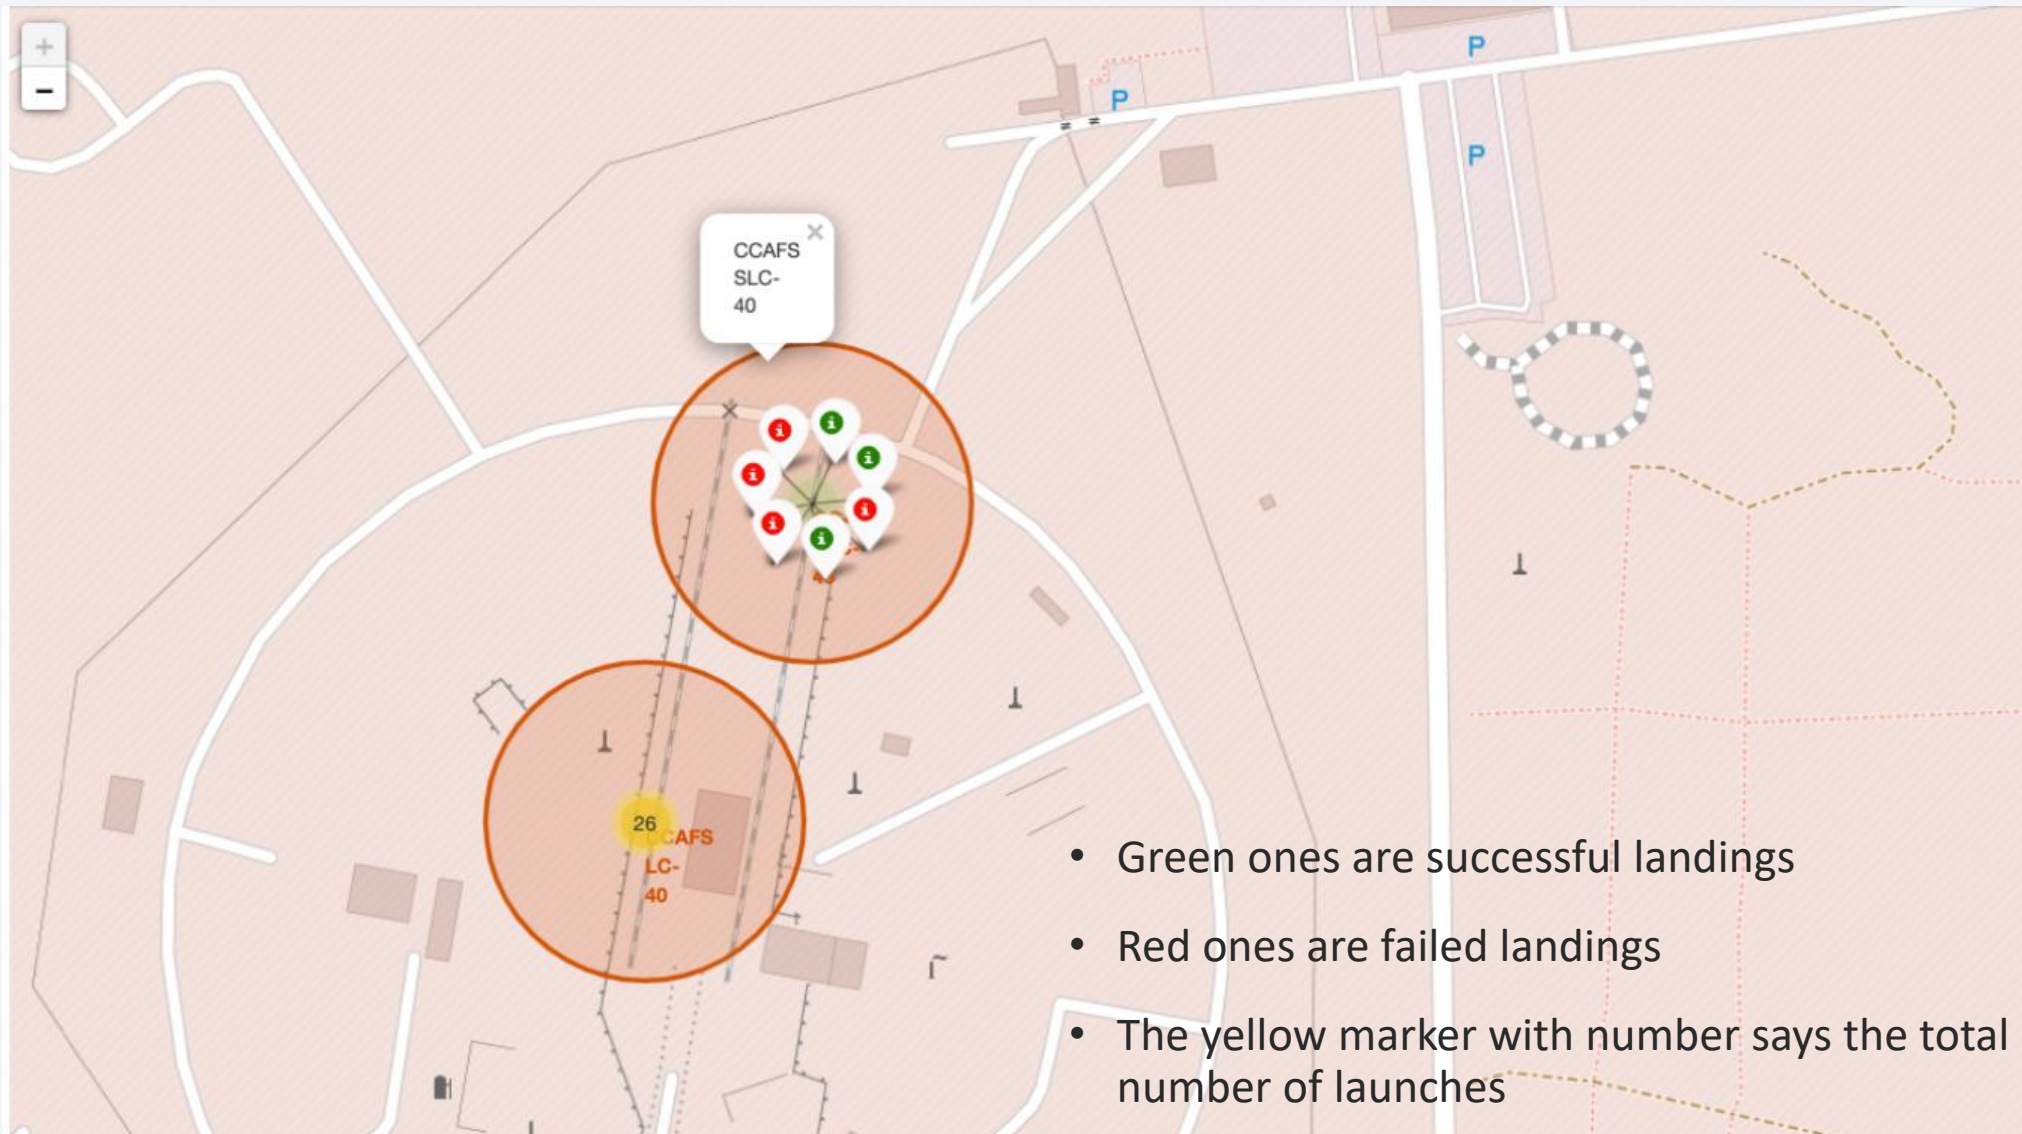 +
−
P
P
P
CCAFS
SLC-
40
×
26
CCAFS
LC-
40
• Green ones are successful landings
• Red ones are failed landings
• The yellow marker with number says the total
number of launches